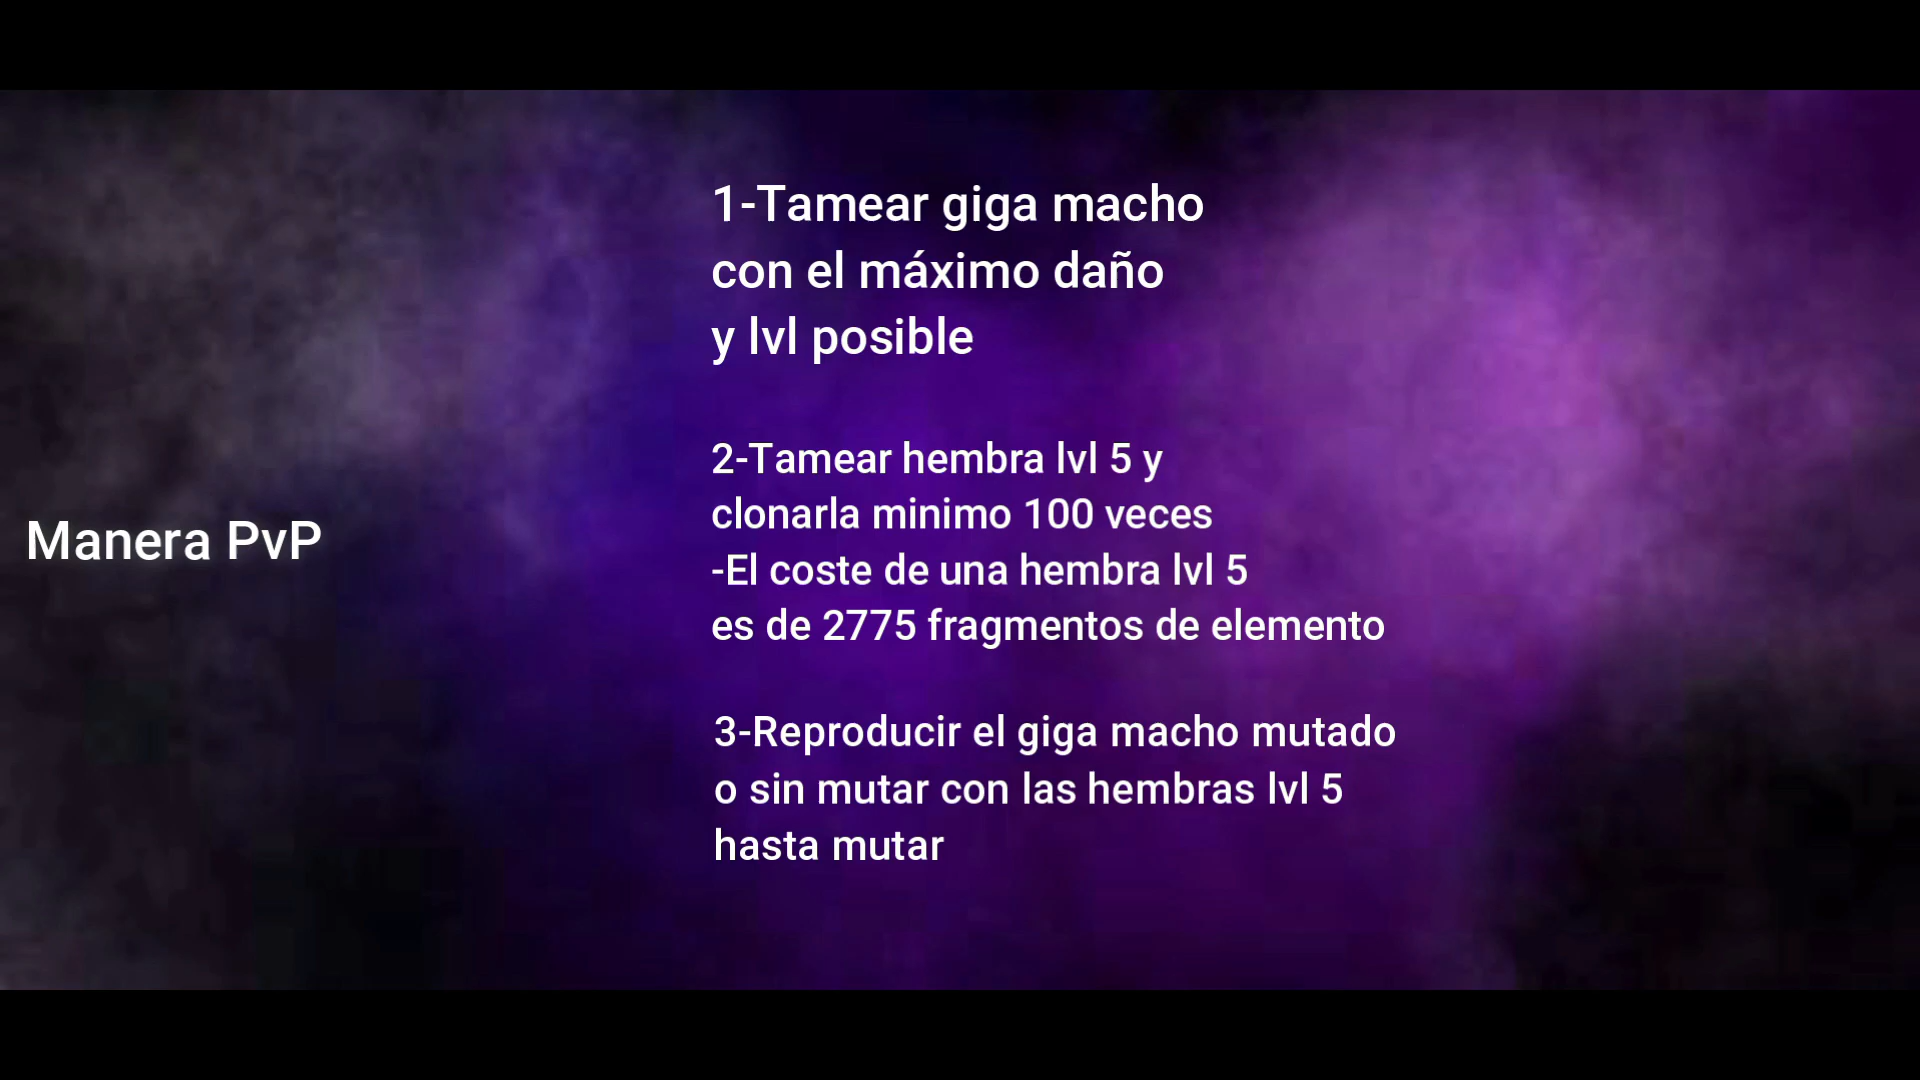 Manera PvP
1-Tamear giga macho
con el máximo daño
y lvl posible
2-Tamear hembra lvl 5 y
clonarla minimo 100 veces
-El coste de una hembra lvl 5
es de 2775 fragmentos de elemento
3-Reproducir el giga macho mutado
o sin mutar con las hembras lvl 5
hasta mutar